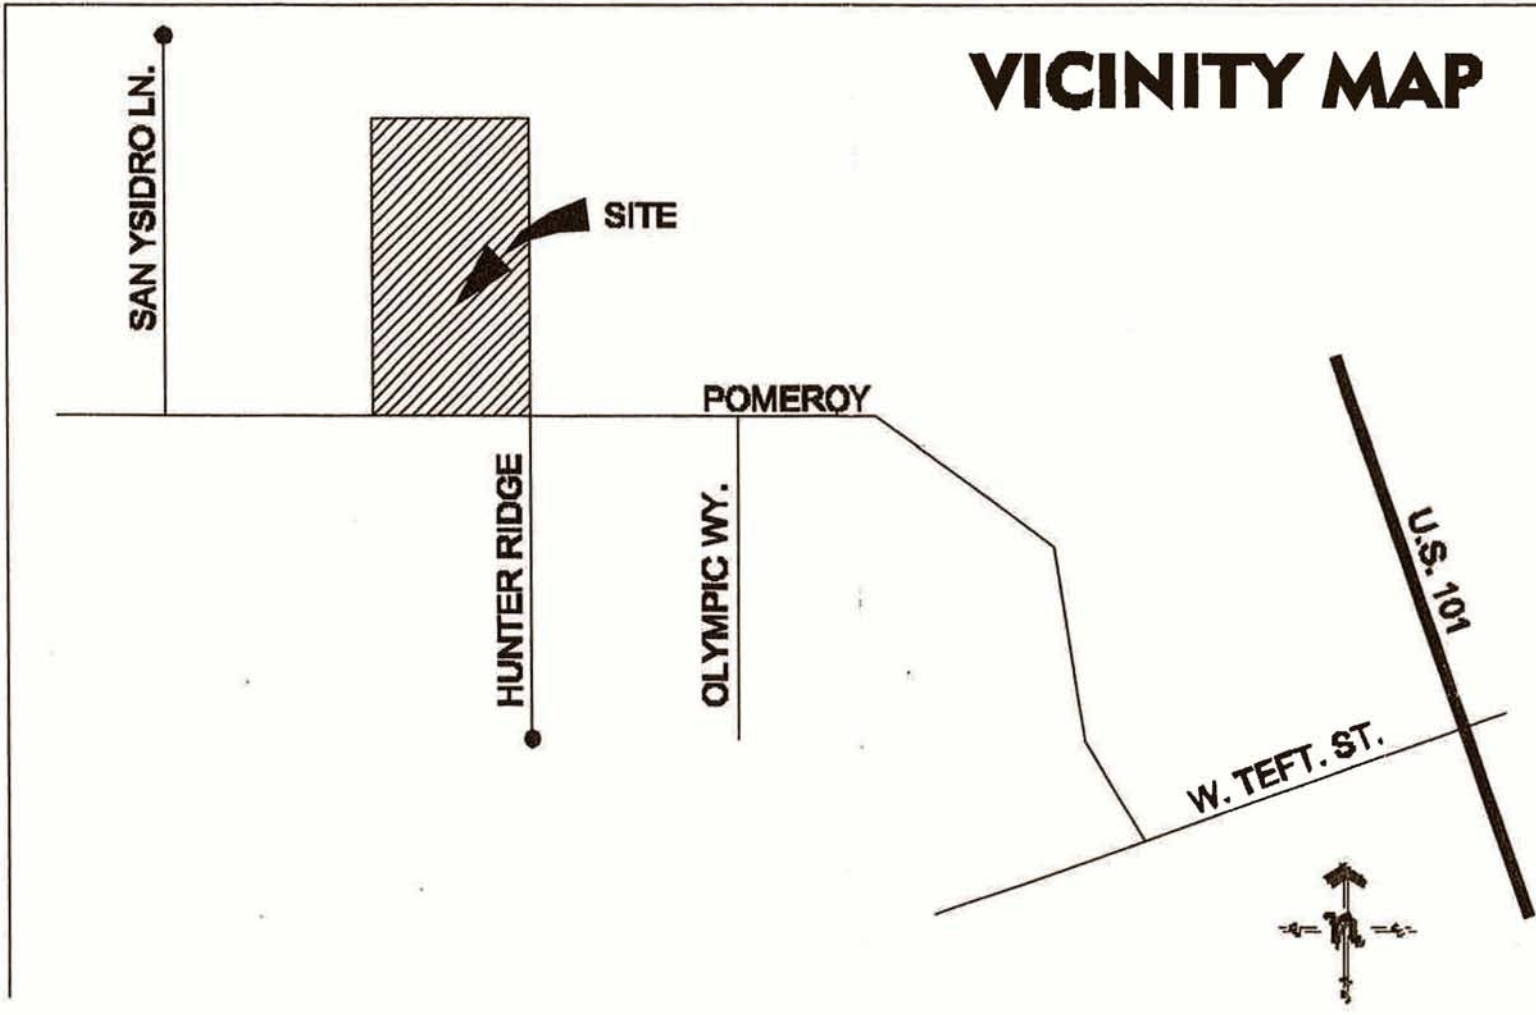 VICINITY MAP
SAN YSIDRO LN.
SITE
POMEROY
HUNTER RIDGE
OLYMPIC WY.
U.S. 101
W. TEFT. ST.
n